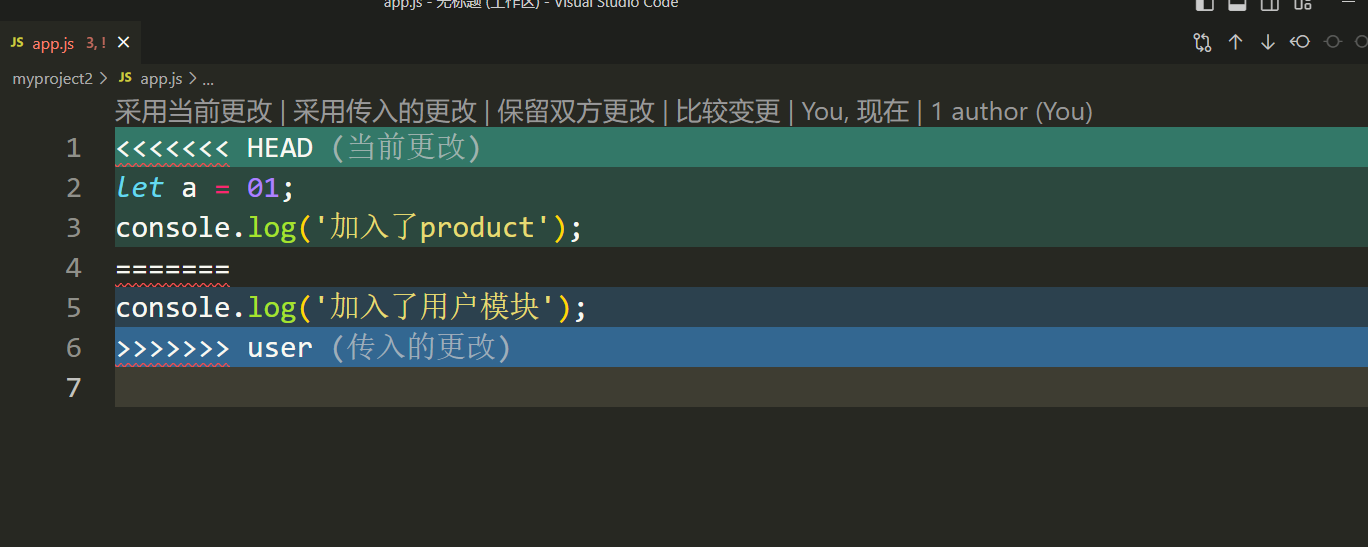 app.js - 无标题 (工作区) - Visual Studio Code
JS app.js 3, !
myproject2 > JS app.js > ...
采用当前更改 | 采用传入的更改 | 保留双方更改 | 比较变更 | You, 现在 | 1 author (You)
1 <<<<<<< HEAD (当前更改)
2 let a = 01;
3 console.log('加入了product');
4 =======
5 console.log('加入了用户模块');
6 >>>>>>> user (传入的更改)
7